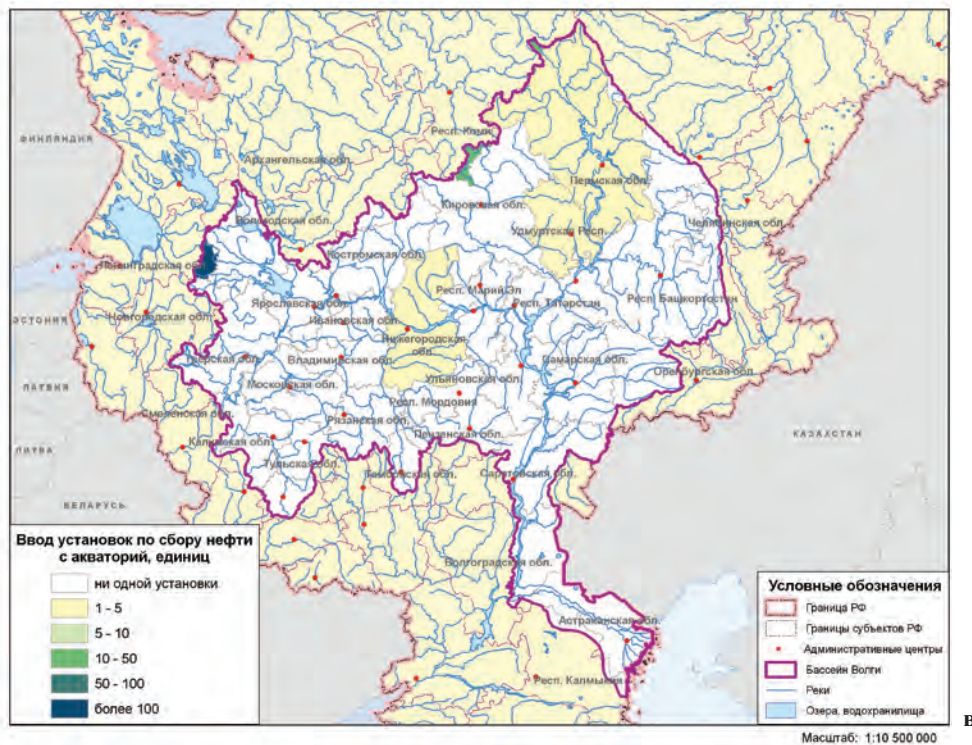 ФИНЛЯНДИЯ
Респ. Коми
Архангельская обл.
Пермская обл.
Кировская обл.
Вологодская обл.
Челябинская обл.
Удмуртская Респ.
Костромская обл.
Ленинградская обл.
Респ. Марий Эл
Респ. Татарстан
Респ. Башкортостан
Ярославская обл.
Ивановская обл.
Новгородская обл.
ЭСТОНИЯ
Нижегородская
обл.
Тверская обл.
Владимирская обл.
Самарская обл.
Оренбургская обл.
Московская обл.
Ульяновская обл.
ЛАТВИЯ
Респ. Мордовия
Смоленская обл.
Рязанская обл.
Пензенская обл.
Калужская обл.
КАЗАХСТАН
ЛИТВА
Тульская обл.
Тамбовская обл.
Саратовская обл.
БЕЛАРУСЬ
Волгоградская обл.
Астраханская обл.
Респ. Калмыкия
Ввод установок по сбору нефти
с акваторий, единиц
ни одной установки
1 - 5
5 - 10
10 - 50
50 - 100
более 100
Условные обозначения
Граница РФ
Границы субъектов РФ
Административные центры
Бассейн Волги
Реки
Озера, водохранилища
Масштаб: 1:10 500 000
в